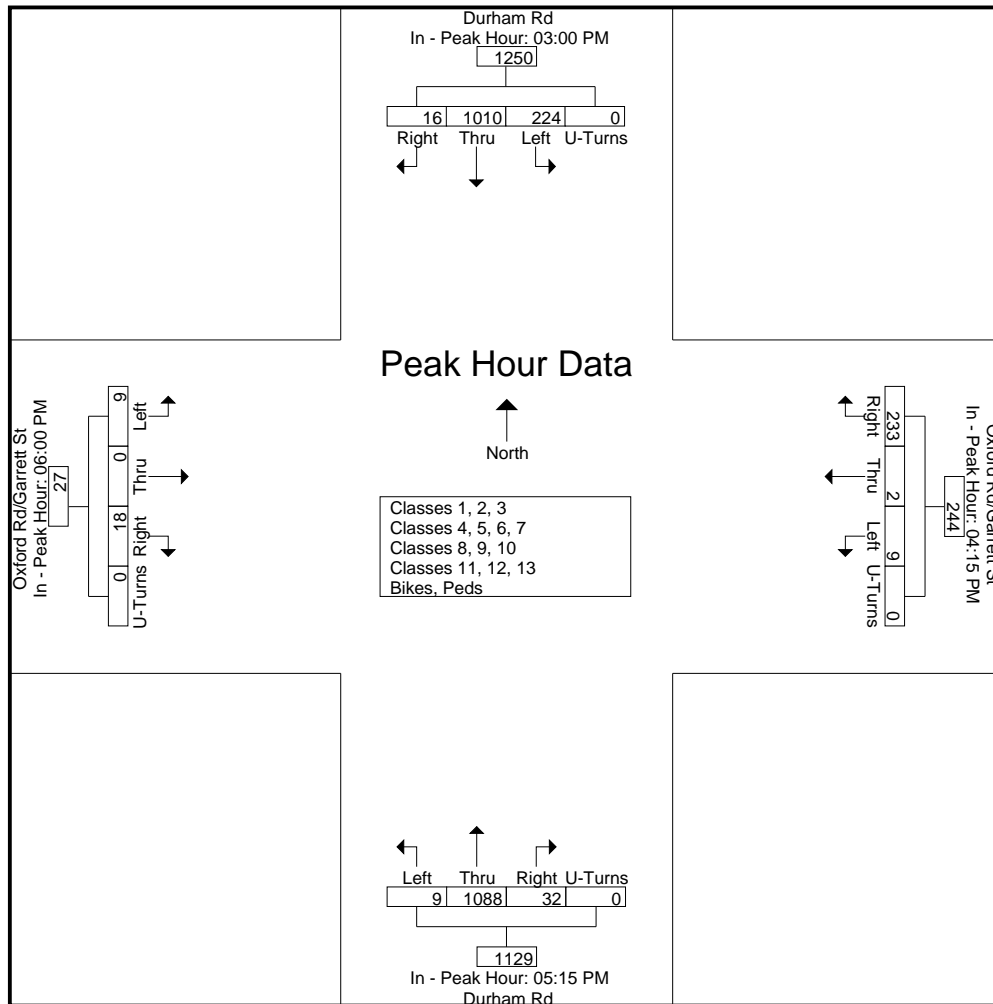 Durham Rd
In - Peak Hour: 03:00 PM
1250
16 1010 224 0
Right Thru Left U-Turns
Peak Hour Data
North
Classes 1, 2, 3
Classes 4, 5, 6, 7
Classes 8, 9, 10
Classes 11, 12, 13
Bikes, Peds
Oxford Rd/Garrett St
In - Peak Hour: 06:00 PM
27
9 0 18 0
Left Thru Right U-Turns
Oxford Rd/Garrett St
In - Peak Hour: 04:15 PM
244
233 2 9 0
Right Thru Left U-Turns
Left Thru Right U-Turns
9 1088 32 0
1129
In - Peak Hour: 05:15 PM
Durham Rd